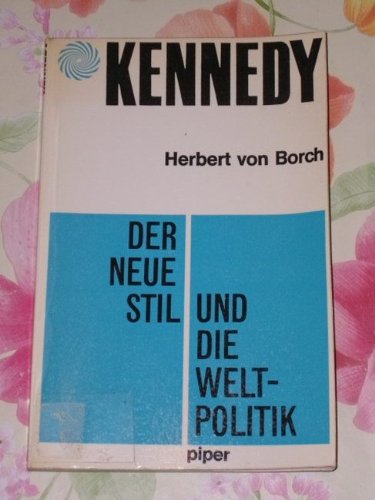 KENNEDY
Herbert von Borch
DER
NEUE
STIL
UND
DIE
WELT-
POLITIK
piper